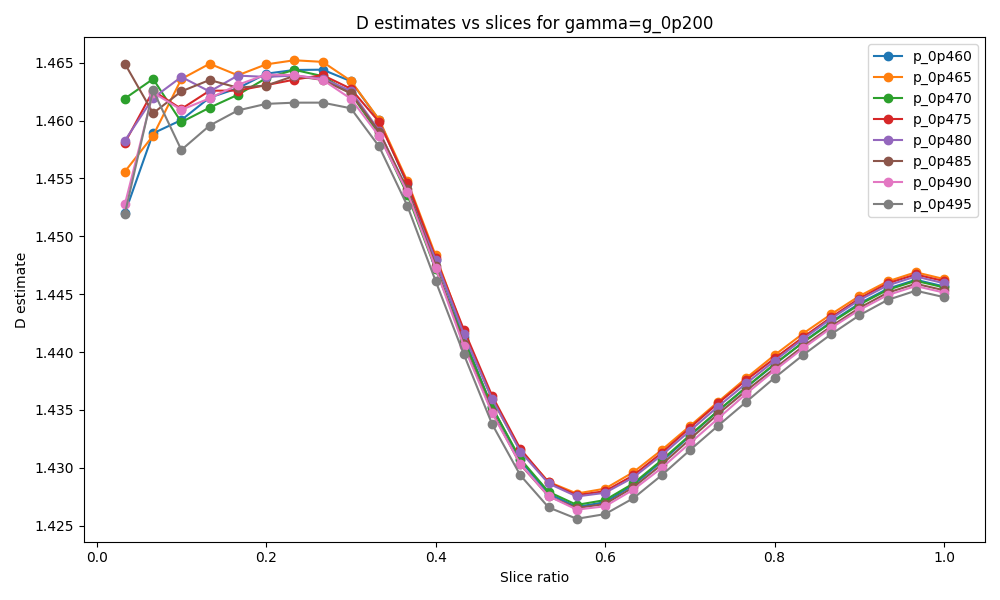 D estimates vs slices for gamma=g_0p200
1.465
1.460
1.455
1.450
1.445
1.440
1.435
1.430
1.425
D estimate
0.0
0.2
0.4
0.6
0.8
1.0
Slice ratio
p_0p460
p_0p465
p_0p470
p_0p475
p_0p480
p_0p485
p_0p490
p_0p495